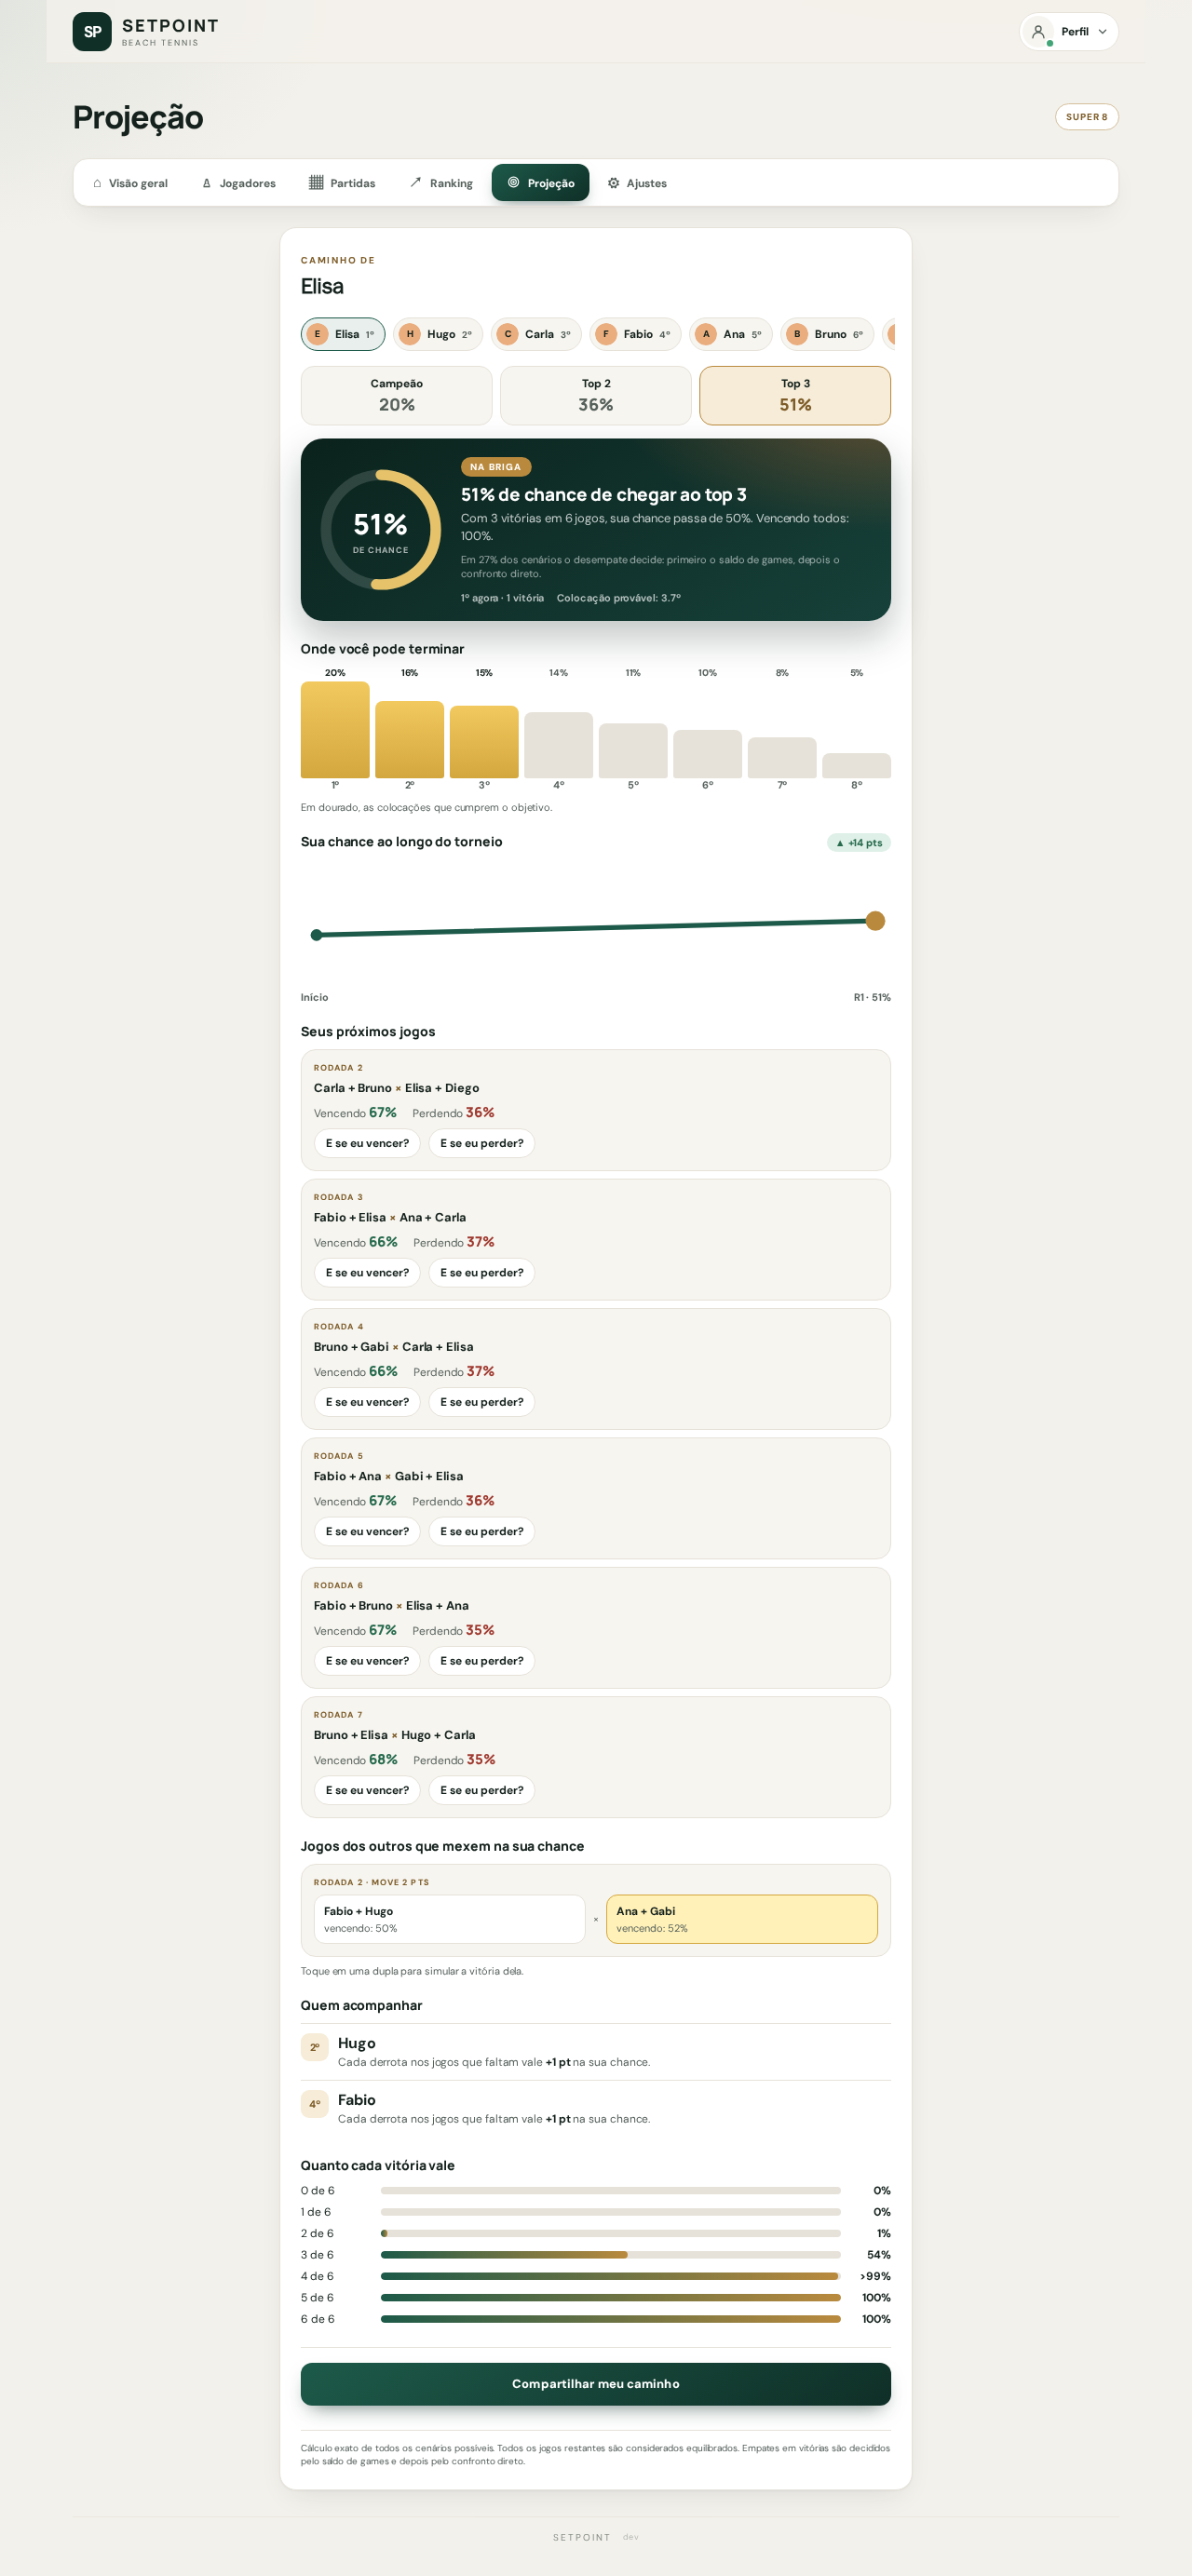 SP
SETPOINT
BEACH TENNIS
Perfil
Projeção
SUPER 8
Visão geral
Jogadores
Partidas
Ranking
Projeção
Ajustes
CAMINHO DE
Elisa
E Elisa 1º
H Hugo 2º
C Carla 3º
F Fabio 4º
A Ana 5º
B Bruno 6º
Campeão
20%
Top 2
36%
Top 3
51%
51%
DE CHANCE
NA BRIGA
51% de chance de chegar ao top 3
Com 3 vitórias em 6 jogos, sua chance passa de 50%. Vencendo todos:
100%.
Em 27% dos cenários o desempate decide: primeiro o saldo de games, depois o
confronto direto.
1º agora · 1 vitória Colocação provável: 3.7º
Onde você pode terminar
20% 16% 15% 14% 11% 10% 8% 5%
1º 2º 3º 4º 5º 6º 7º 8º
Em dourado, as colocações que cumprem o objetivo.
Sua chance ao longo do torneio
▲ +14 pts
Início
R1 · 51%
Seus próximos jogos
RODADA 2
Carla + Bruno × Elisa + Diego
Vencendo 67% Perdendo 36%
E se eu vencer? E se eu perder?
RODADA 3
Fabio + Elisa × Ana + Carla
Vencendo 66% Perdendo 37%
E se eu vencer? E se eu perder?
RODADA 4
Bruno + Gabi × Carla + Elisa
Vencendo 66% Perdendo 37%
E se eu vencer? E se eu perder?
RODADA 5
Fabio + Ana × Gabi + Elisa
Vencendo 67% Perdendo 36%
E se eu vencer? E se eu perder?
RODADA 6
Fabio + Bruno × Elisa + Ana
Vencendo 67% Perdendo 35%
E se eu vencer? E se eu perder?
RODADA 7
Bruno + Elisa × Hugo + Carla
Vencendo 68% Perdendo 35%
E se eu vencer? E se eu perder?
Jogos dos outros que mexem na sua chance
RODADA 2 · MOVE 2 PTS
Fabio + Hugo
vencendo: 50%
×
Ana + Gabi
vencendo: 52%
Toque em uma dupla para simular a vitória dela.
Quem acompanhar
2º
Hugo
Cada derrota nos jogos que faltam vale +1 pt na sua chance.
4º
Fabio
Cada derrota nos jogos que faltam vale +1 pt na sua chance.
Quanto cada vitória vale
0 de 6 0%
1 de 6 0%
2 de 6 1%
3 de 6 54%
4 de 6 >99%
5 de 6 100%
6 de 6 100%
Compartilhar meu caminho
Cálculo exato de todos os cenários possíveis. Todos os jogos restantes são considerados equilibrados. Empates em vitórias são decididos
pelo saldo de games e depois pelo confronto direto.
SETPOINT dev